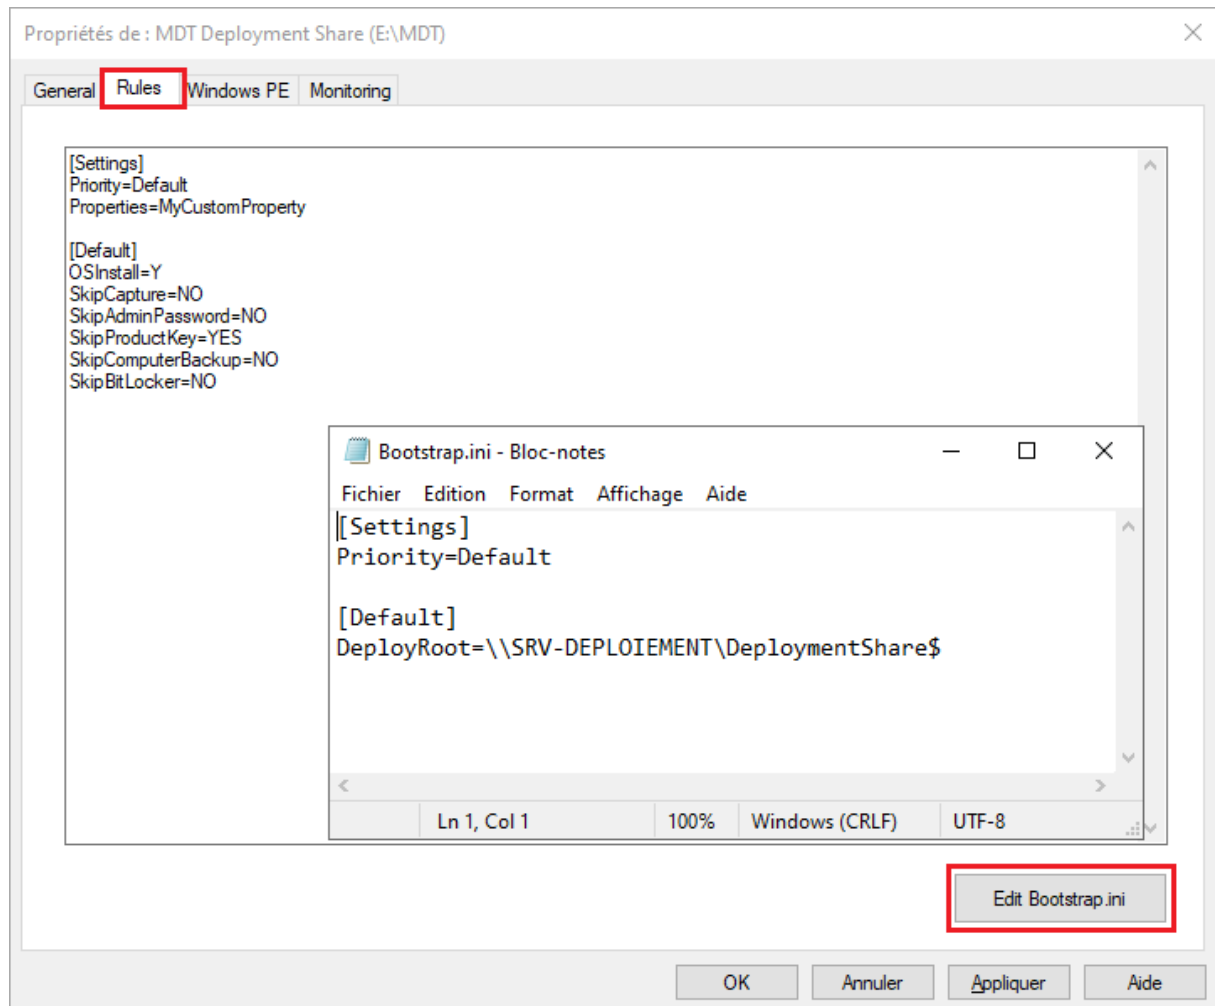 Propriétés de : MDT Deployment Share (E:\MDT)
General Rules Windows PE Monitoring
[Settings]
Priority=Default
Properties=MyCustomProperty
[Default]
OSInstall=Y
SkipCapture=NO
SkipAdminPassword=NO
SkipProductKey=YES
SkipComputerBackup=NO
SkipBitLocker=NO
Bootstrap.ini - Bloc-notes
Fichier Edition Format Affichage Aide
[Settings]
Priority=Default
[Default]
DeployRoot=\\SRV-DEPLOIEMENT\DeploymentShare$
Ln 1, Col 1 100% Windows (CRLF) UTF-8
Edit Bootstrap.ini
OK Annuler Appliquer Aide